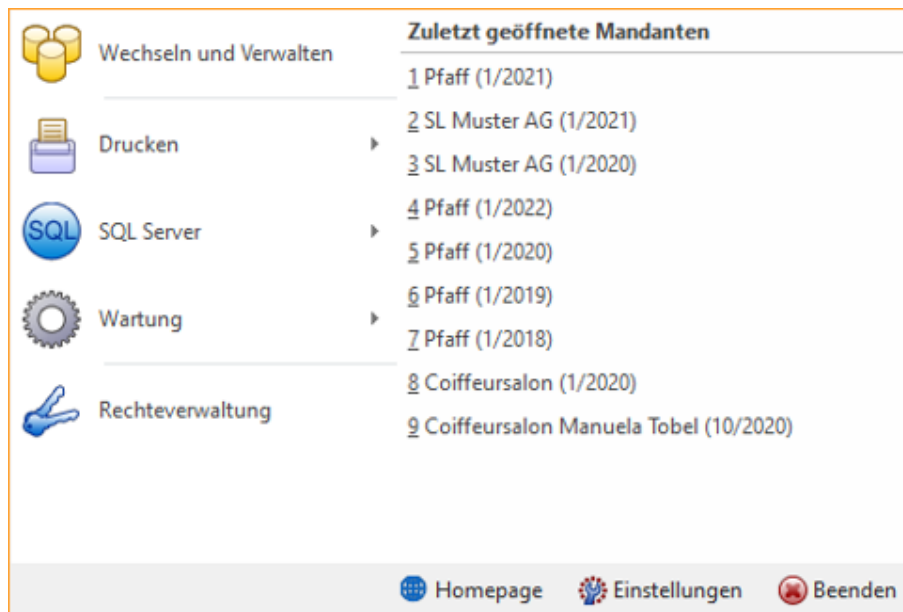 Wechseln und Verwalten
Drucken
SQL
SQL Server
Wartung
Rechteverwaltung
Zuletzt geöffnete Mandanten
1 Pfaff (1/2021)
2 SL Muster AG (1/2021)
3 SL Muster AG (1/2020)
4 Pfaff (1/2022)
5 Pfaff (1/2020)
6 Pfaff (1/2019)
7 Pfaff (1/2018)
8 Coiffeursalon (1/2020)
9 Coiffeursalon Manuela Tobel (10/2020)
Homepage Einstellungen Beenden